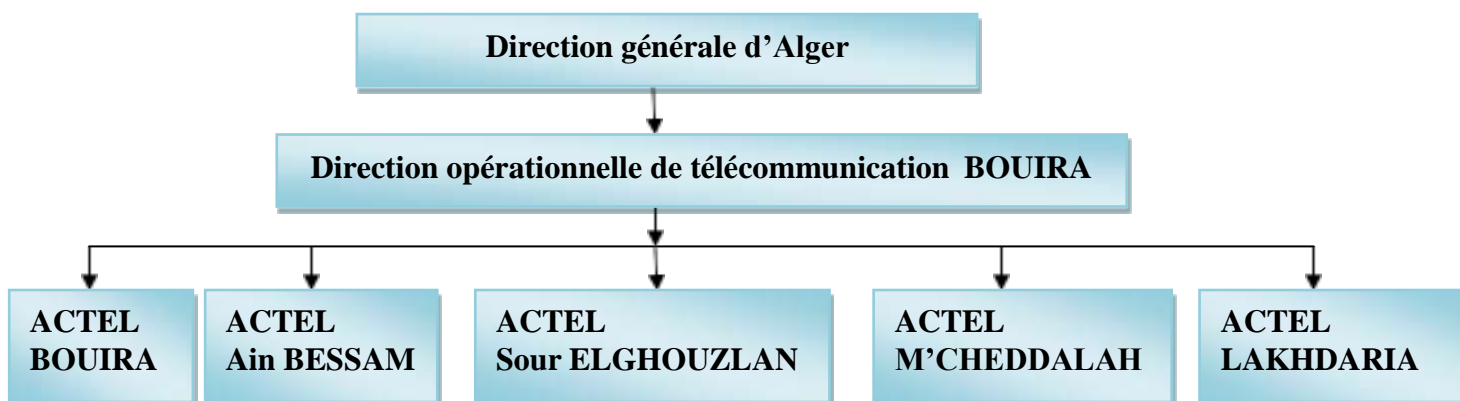 Direction générale d’Alger
Direction opérationnelle de télécommunication BOUIRA
ACTEL
BOUIRA
ACTEL
Ain BESSAM
ACTEL
Sour ELGHOUZLAN
ACTEL
M’CHEDDALAH
ACTEL
LAKHDARIA